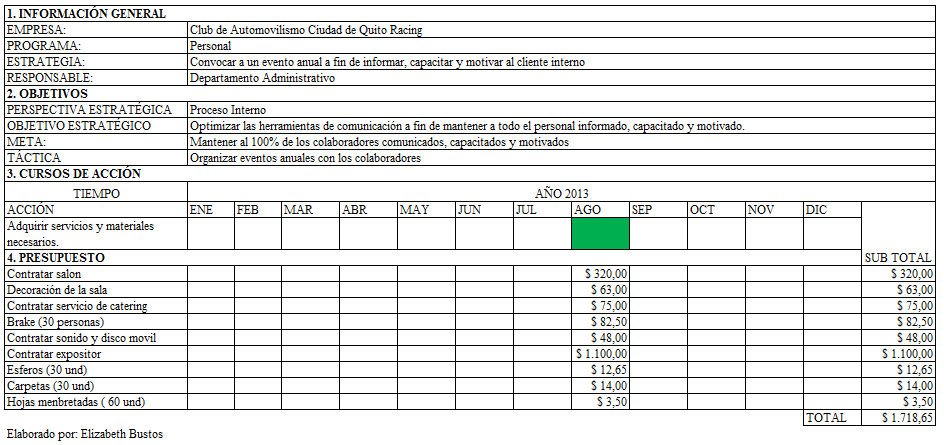 1. INFORMACIÓN GENERAL
EMPRESA: Club de Automovilismo Ciudad de Quito Racing
PROGRAMA: Personal
ESTRATEGIA: Convocar a un evento anual a fin de informar, capacitar y motivar al cliente interno
RESPONSABLE: Departamento Administrativo
2. OBJETIVOS
PERSPECTIVA ESTRATÉGICA Proceso Interno
OBJETIVO ESTRATÉGICO Optimizar las herramientas de comunicación a fin de mantener a todo el personal informado, capacitado y motivado.
META: Mantener al 100% de los colaboradores comunicados, capacitados y motivados
TÁCTICA Organizar eventos anuales con los colaboradores
3. CURSOS DE ACCIÓN
TIEMPO AÑO 2013
ACCIÓN ENE FEB MAR ABR MAY JUN JUL AGO SEP OCT NOV DIC
Adquirir servicios y materiales
necesarios.
4. PRESUPUESTO SUB TOTAL
Contratar salon $ 320,00 $ 320,00
Decoración de la sala $ 63,00 $ 63,00
Contratar servicio de catering $ 75,00 $ 75,00
Brake (30 personas) $ 82,50 $ 82,50
Contratar sonido y disco movil $ 48,00 $ 48,00
Contratar expositor $ 1.100,00 $ 1.100,00
Esferos (30 und) $ 12,65 $ 12,65
Carpetas (30 und) $ 14,00 $ 14,00
Hojas menbretadas ( 60 und) $ 3,50 $ 3,50
TOTAL $ 1.718,65
Elaborado por: Elizabeth Bustos